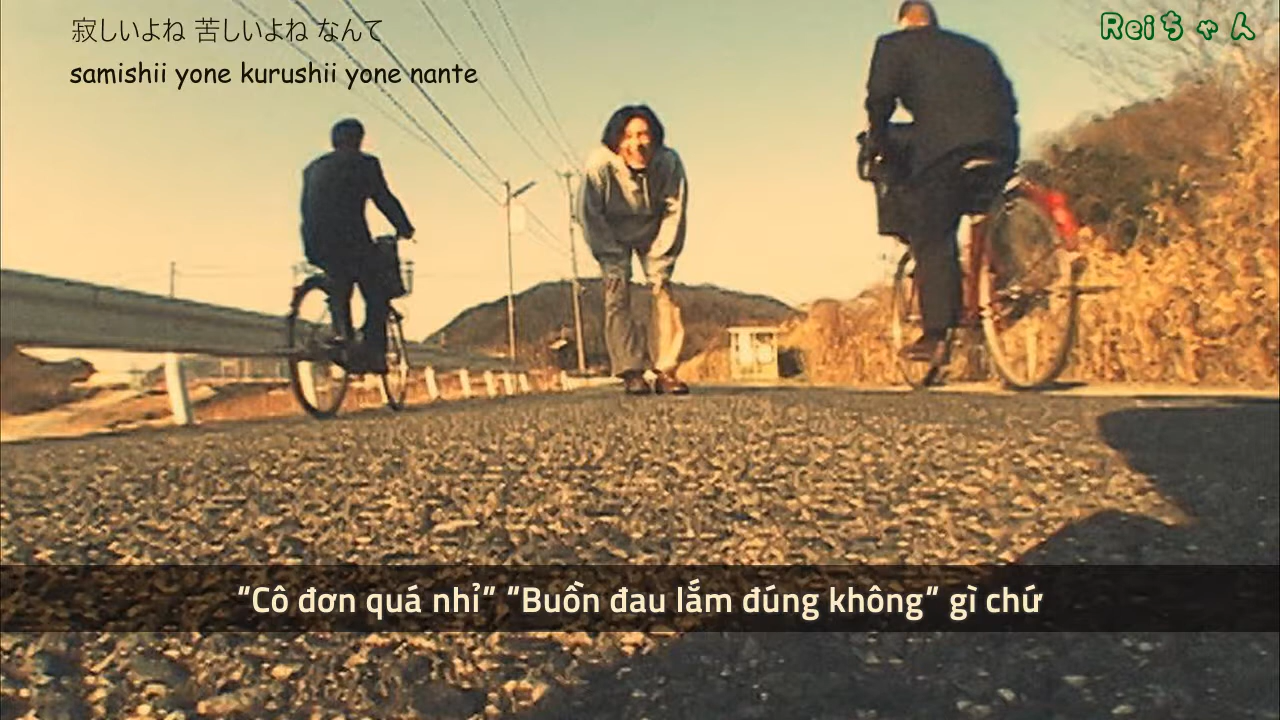 寂しいよね 苦しいよね なんて
samishii yone kurushii yone nante
Reiちゃん
“Cô đơn quá nhỉ” “Buồn đau lắm đúng không” gì chứ